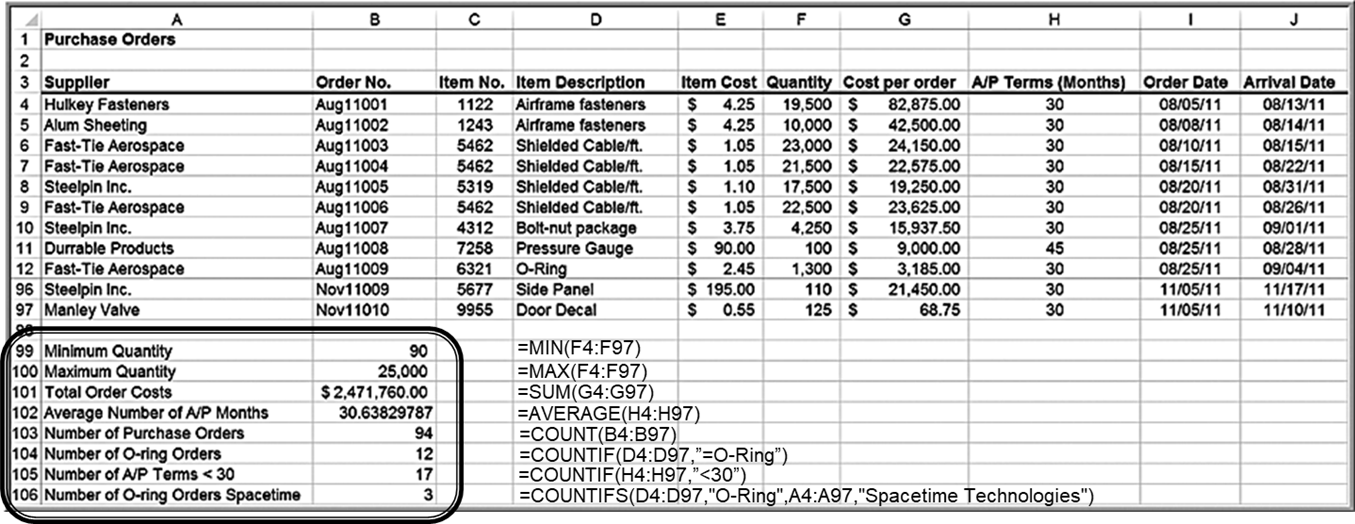 A B C D E F G H I J
1 Purchase Orders
2
3 Supplier Order No. Item No. Item Description Item Cost Quantity Cost per order A/P Terms (Months) Order Date Arrival Date
4 Hulkey Fasteners Aug11001 1122 Airframe fasteners $ 4.25 19,500 $ 82,875.00 30 08/05/11 08/13/11
5 Alum Sheeting Aug11002 1243 Airframe fasteners $ 4.25 10,000 $ 42,500.00 30 08/08/11 08/14/11
6 Fast-Tie Aerospace Aug11003 5462 Shielded Cable/ft. $ 1.05 23,000 $ 24,150.00 30 08/10/11 08/15/11
7 Fast-Tie Aerospace Aug11004 5462 Shielded Cable/ft. $ 1.05 21,500 $ 22,575.00 30 08/15/11 08/22/11
8 Steelpin Inc. Aug11005 5319 Shielded Cable/ft. $ 1.10 17,500 $ 19,250.00 30 08/20/11 08/31/11
9 Fast-Tie Aerospace Aug11006 5462 Shielded Cable/ft. $ 1.05 22,500 $ 23,625.00 30 08/20/11 08/26/11
10 Steelpin Inc. Aug11007 4312 Bolt-nut package $ 3.75 4,250 $ 15,937.50 30 08/25/11 09/01/11
11 Durrable Products Aug11008 7258 Pressure Gauge $ 90.00 100 $ 9,000.00 45 08/25/11 08/28/11
12 Fast-Tie Aerospace Aug11009 6321 O-Ring $ 2.45 1,300 $ 3,185.00 30 08/25/11 09/04/11
96 Steelpin Inc. Nov11009 5677 Side Panel $ 195.00 110 $ 21,450.00 30 11/05/11 11/17/11
97 Manley Valve Nov11010 9955 Door Decal $ 0.55 125 $ 68.75 30 11/05/11 11/10/11
98
99 Minimum Quantity 90 =MIN(F4:F97)
100 Maximum Quantity 25,000 =MAX(F4:F97)
101 Total Order Costs $ 2,471,760.00 =SUM(G4:G97)
102 Average Number of A/P Months 30.63829787 =AVERAGE(H4:H97)
103 Number of Purchase Orders 94 =COUNT(B4:B97)
104 Number of O-ring Orders 12 =COUNTIF(D4:D97,"=O-Ring”)
105 Number of A/P Terms < 30 17 =COUNTIF(H4:H97,”<30”)
106 Number of O-ring Orders Spacetime 3 =COUNTIFS(D4:D97,"O-Ring",A4:A97,"Spacetime Technologies")